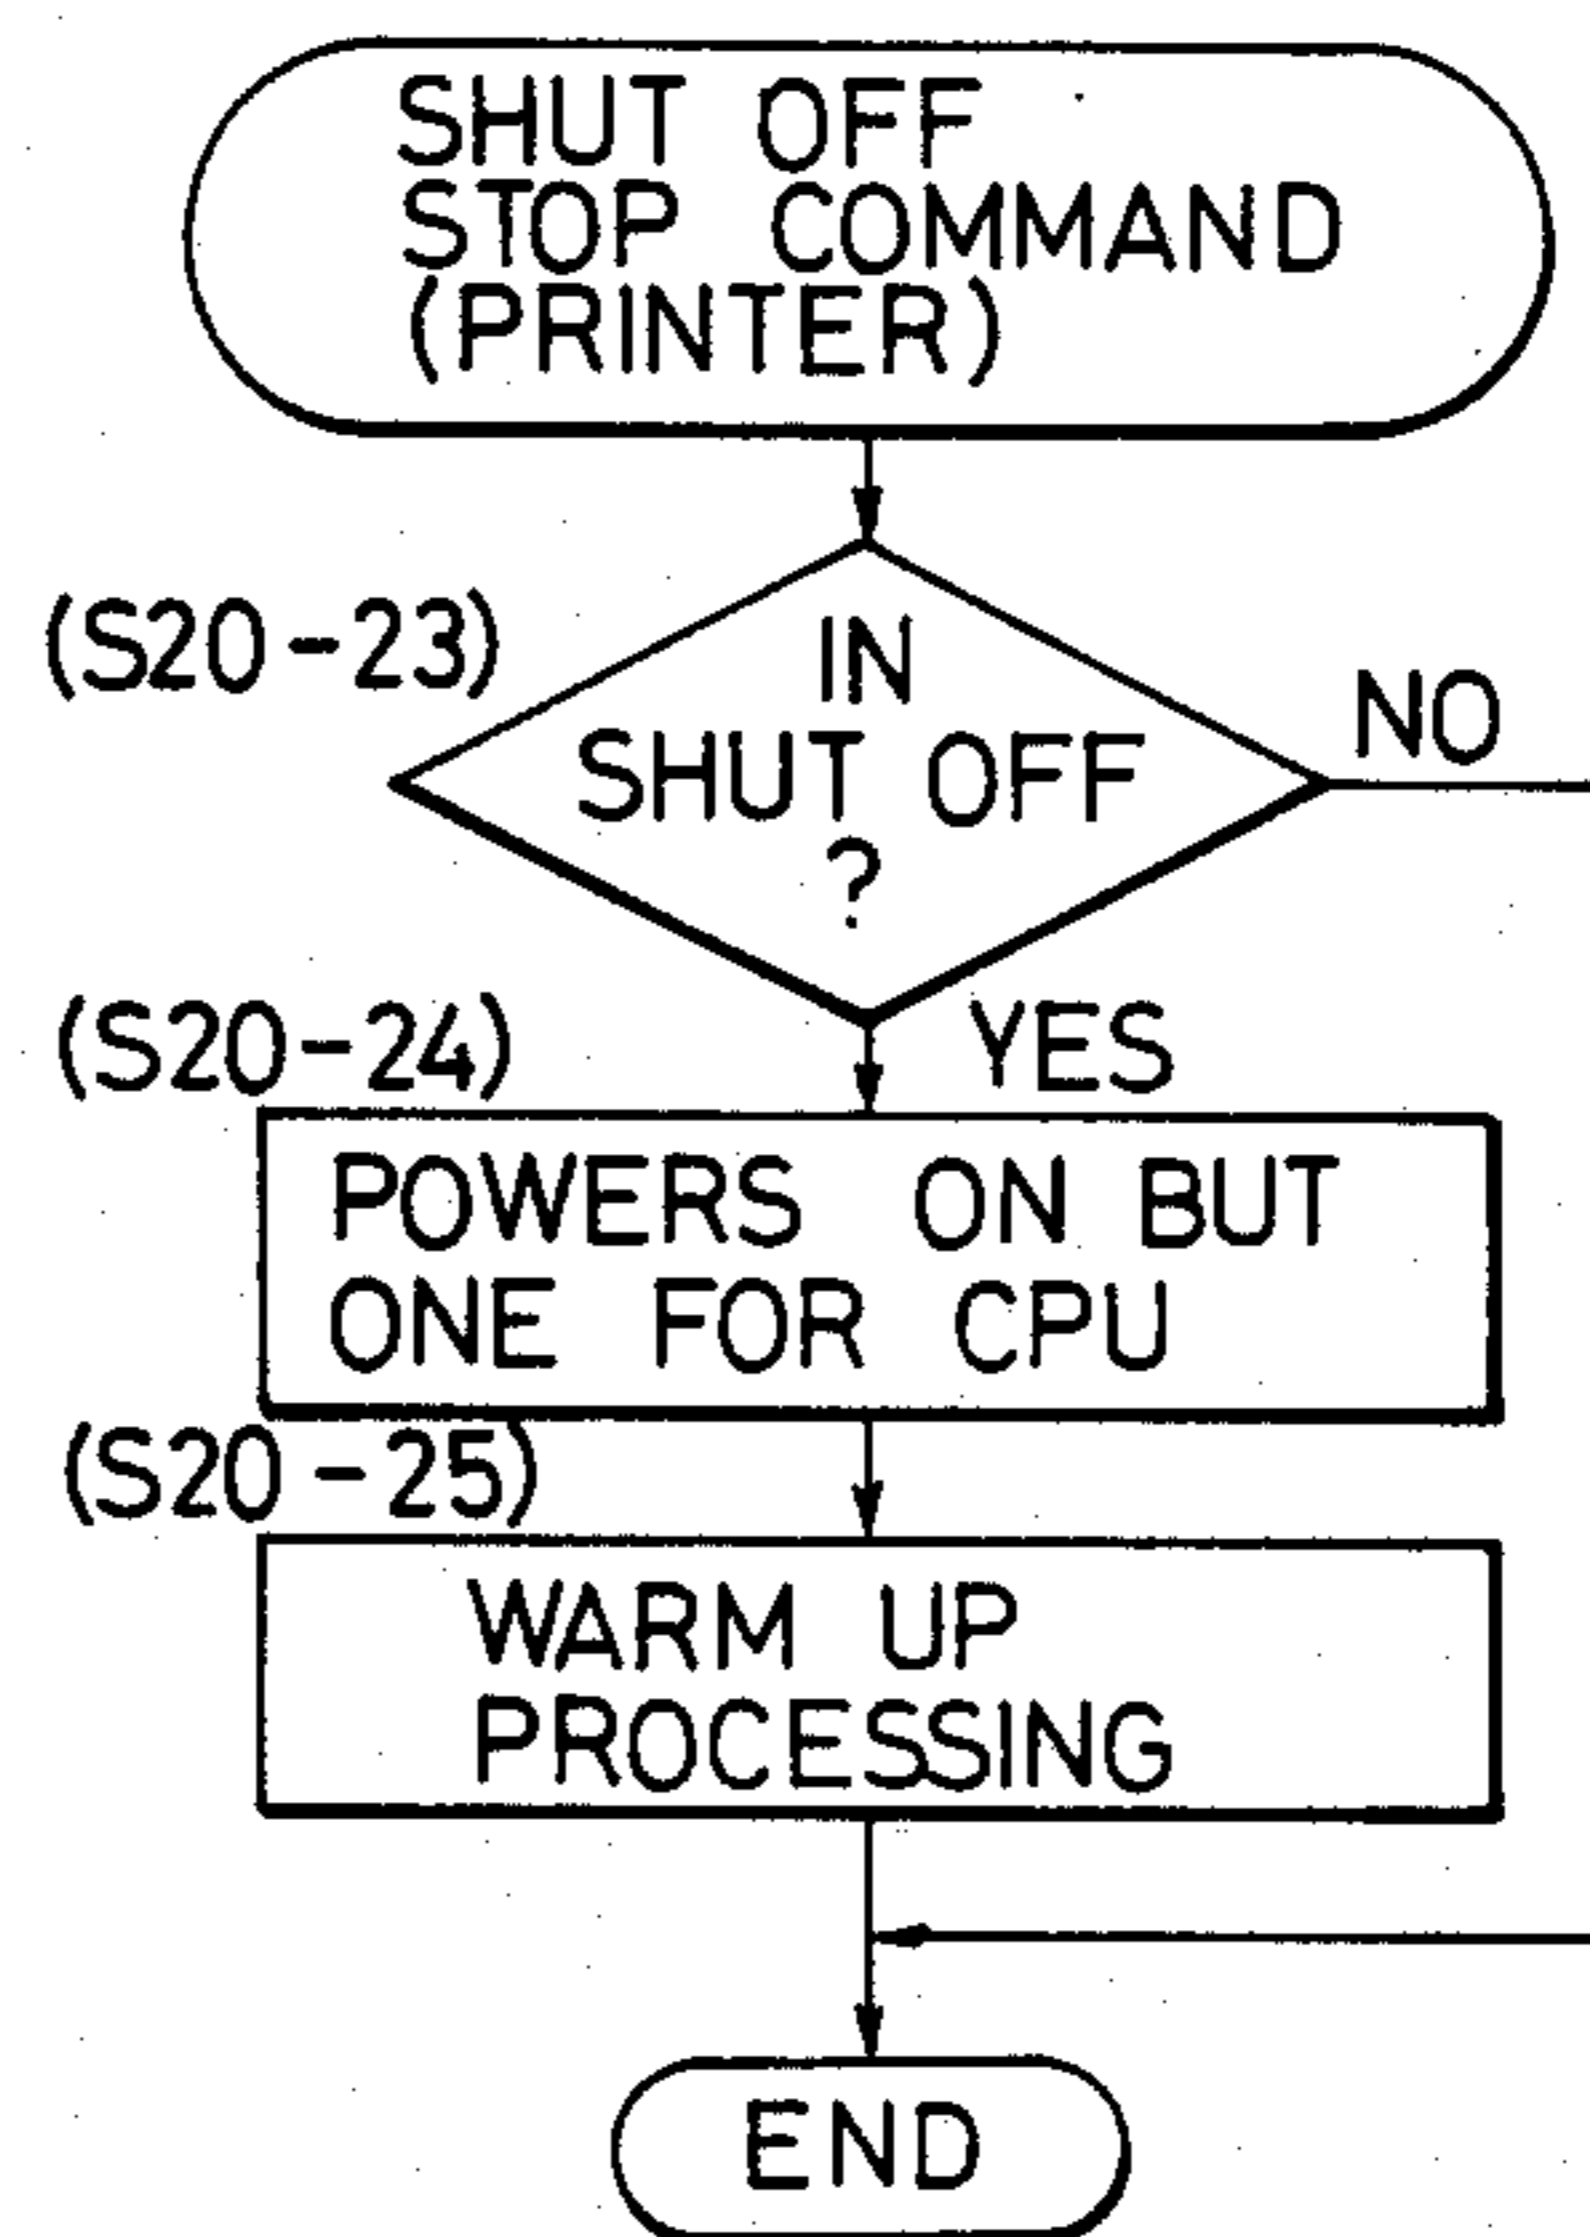 SHUT OFF
STOP COMMAND
(PRINTER)
(S20-23)
IN
SHUT OFF
?
NO
(S20-24)
YES
POWERS ON BUT
ONE FOR CPU
(S20-25)
WARM UP
PROCESSING
END